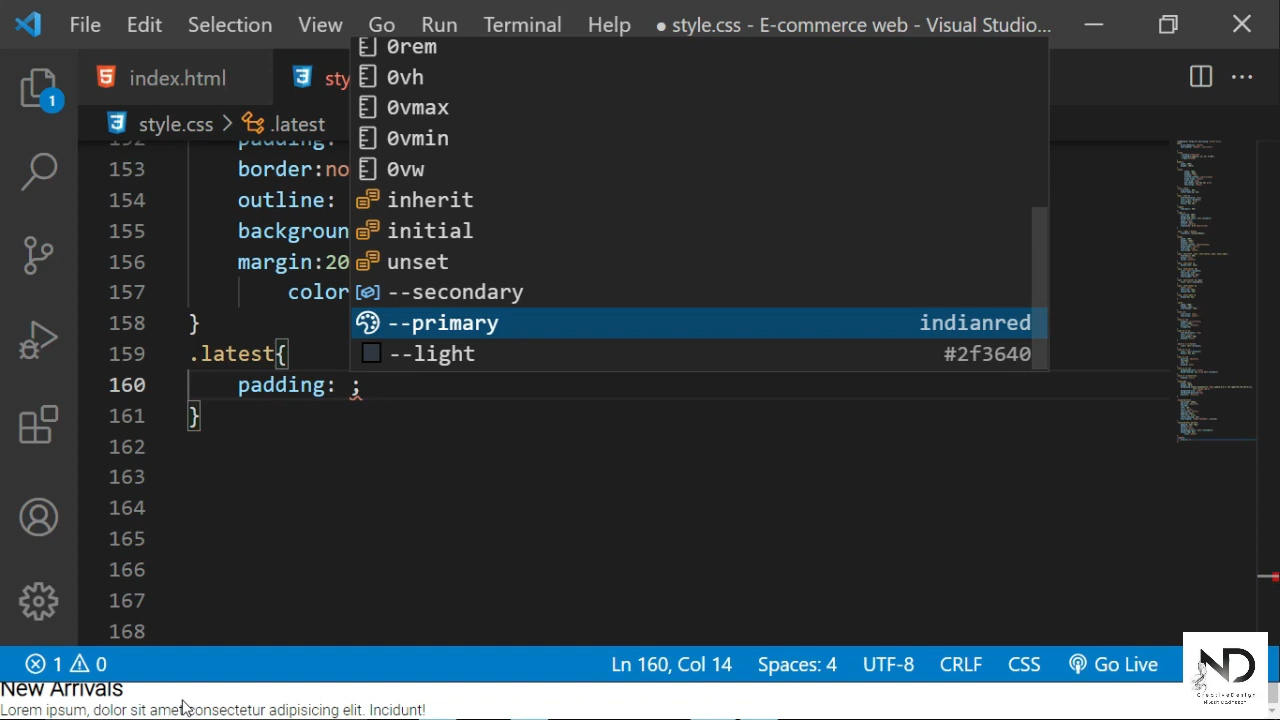 File Edit Selection View Go Run Terminal Help ● style.css - E-commerce web - Visual Studio...
index.html
sty
1
style.css > .latest
0rem
0vh
0vmax
0vmin
0vw
inherit
initial
unset
--secondary
--primary indianred
--light #2f3640
152 padding:
153 border:no
154 outline:
155 backgroun
156 margin:20
157 color
158 }
159 .latest{
160 padding: ;
161 }
162
163
164
165
166
167
168
1 0 Ln 160, Col 14 Spaces: 4 UTF-8 CRLF CSS Go Live
ND
New Arrivals
Lorem ipsum, dolor sit amet consectetur adipisicing elit. Incidunt!